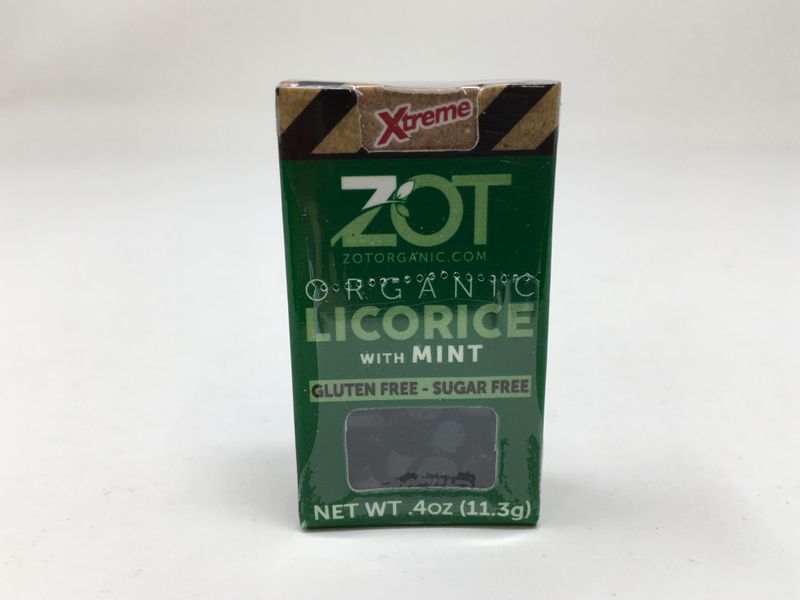 Xtreme
ZOT
ZOTORGANIC.COM
ORGANIC
LICORICE
WITH MINT
GLUTEN FREE - SUGAR FREE
NET WT .4oz (11.3g)